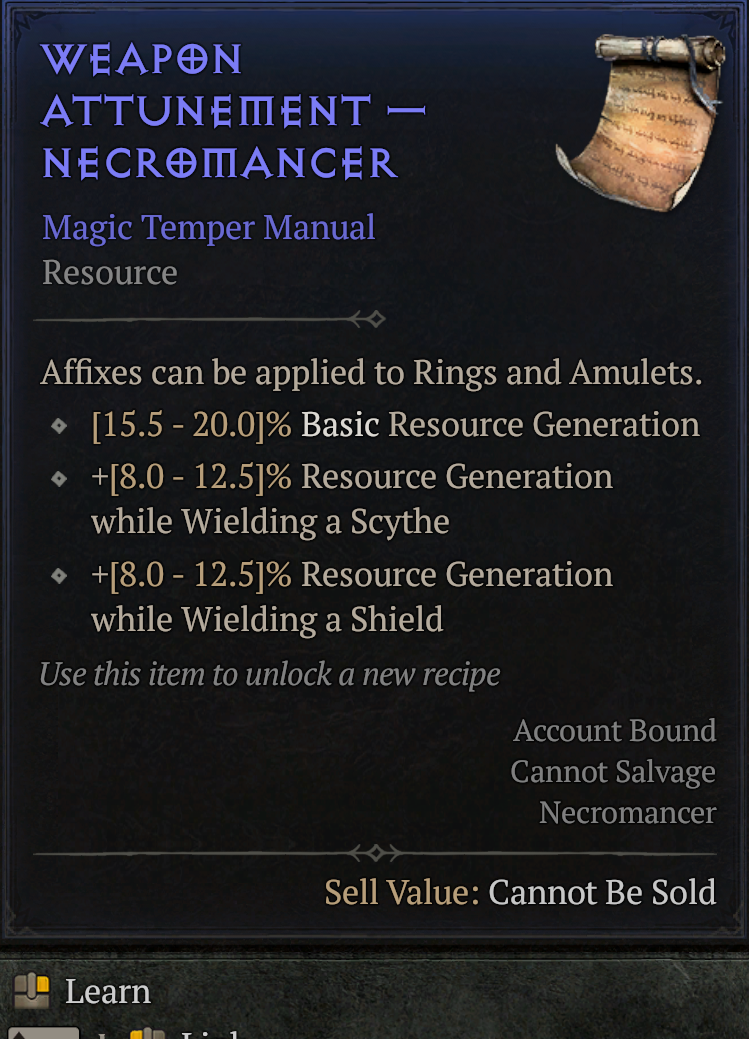 WEAPON
ATTUNEMENT —
NECROMANCER
Magic Temper Manual
Resource
Affixes can be applied to Rings and Amulets.
[15.5 - 20.0]% Basic Resource Generation
+[8.0 - 12.5]% Resource Generation
while Wielding a Scythe
+[8.0 - 12.5]% Resource Generation
while Wielding a Shield
Use this item to unlock a new recipe
Account Bound
Cannot Salvage
Necromancer
Sell Value: Cannot Be Sold
Learn